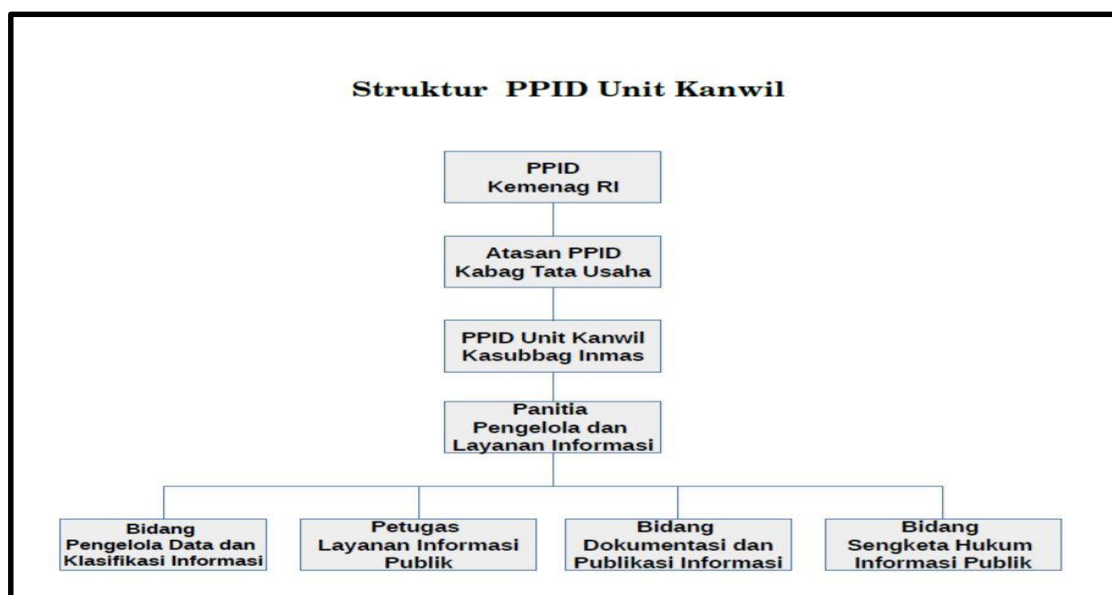 Struktur PPID Unit Kanwil
PPID
Kemenag RI
Atasan PPID
Kabag Tata Usaha
PPID Unit Kanwil
Kasubbag Inmas
Panitia
Pengelola dan
Layanan Informasi
Bidang
Pengelola Data dan
Klasifikasi Informasi
Petugas
Layanan Informasi
Publik
Bidang
Dokumentasi dan
Publikasi Informasi
Bidang
Sengketa Hukum
Informasi Publik